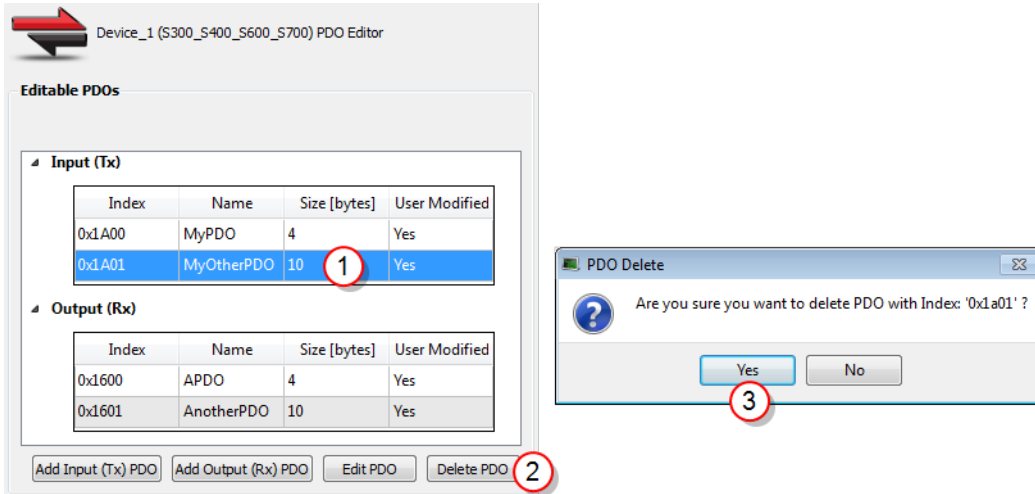 Device_1 (S300_S400_S600_S700) PDO Editor
Editable PDOs
Input (Tx)
Index Name Size [bytes] User Modified
0x1A00 MyPDO 4 Yes
0x1A01 MyOtherPDO 10 1 Yes
Output (Rx)
Index Name Size [bytes] User Modified
0x1600 APDO 4 Yes
0x1601 AnotherPDO 10 Yes
Add Input (Tx) PDO Add Output (Rx) PDO Edit PDO Delete PDO 2
PDO Delete
Are you sure you want to delete PDO with Index: '0x1a01' ?
Yes No
3